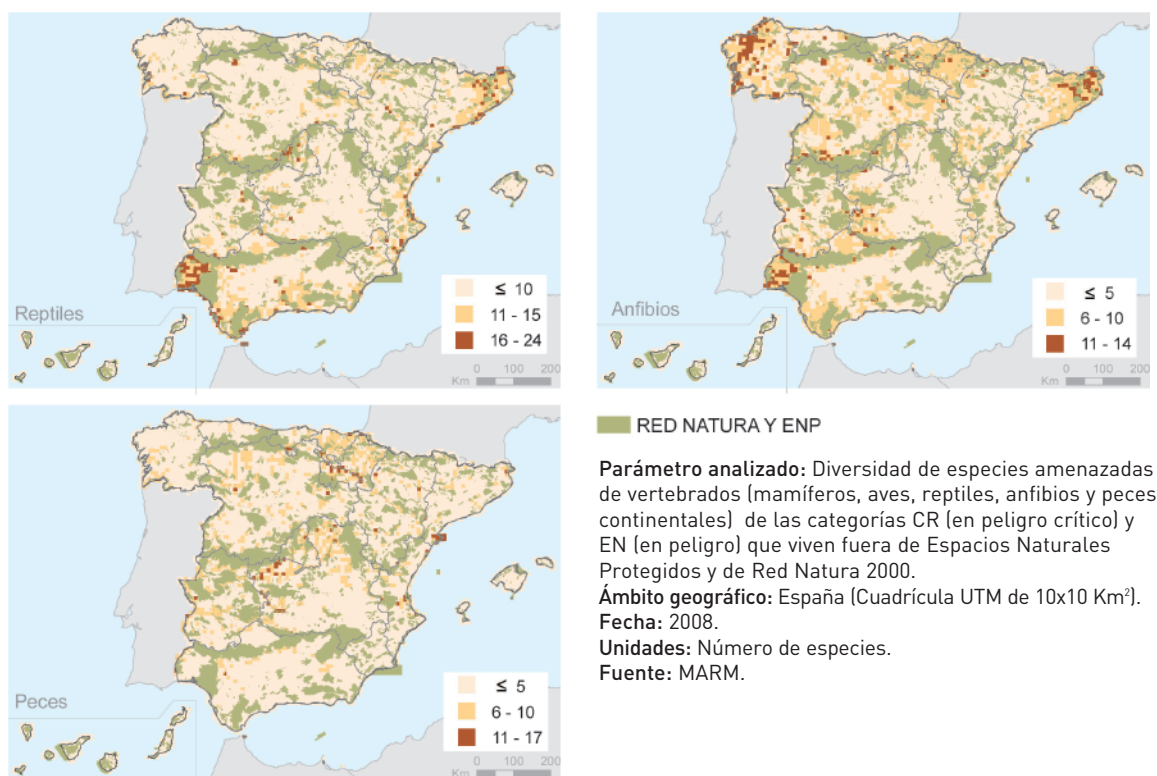 Reptiles
≤ 10
11 - 15
16 - 24
Km 0 100 200
Anfibios
≤ 5
6 - 10
11 - 14
Km 0 100 200
Peces
≤ 5
6 - 10
11 - 17
Km 0 100 200
RED NATURA Y ENP
Parámetro analizado: Diversidad de especies amenazadas
de vertebrados (mamíferos, aves, reptiles, anfibios y peces
continentales) de las categorías CR (en peligro crítico) y
EN (en peligro) que viven fuera de Espacios Naturales
Protegidos y de Red Natura 2000.
Ámbito geográfico: España (Cuadrícula UTM de 10x10 Km²).
Fecha: 2008.
Unidades: Número de especies.
Fuente: MARM.